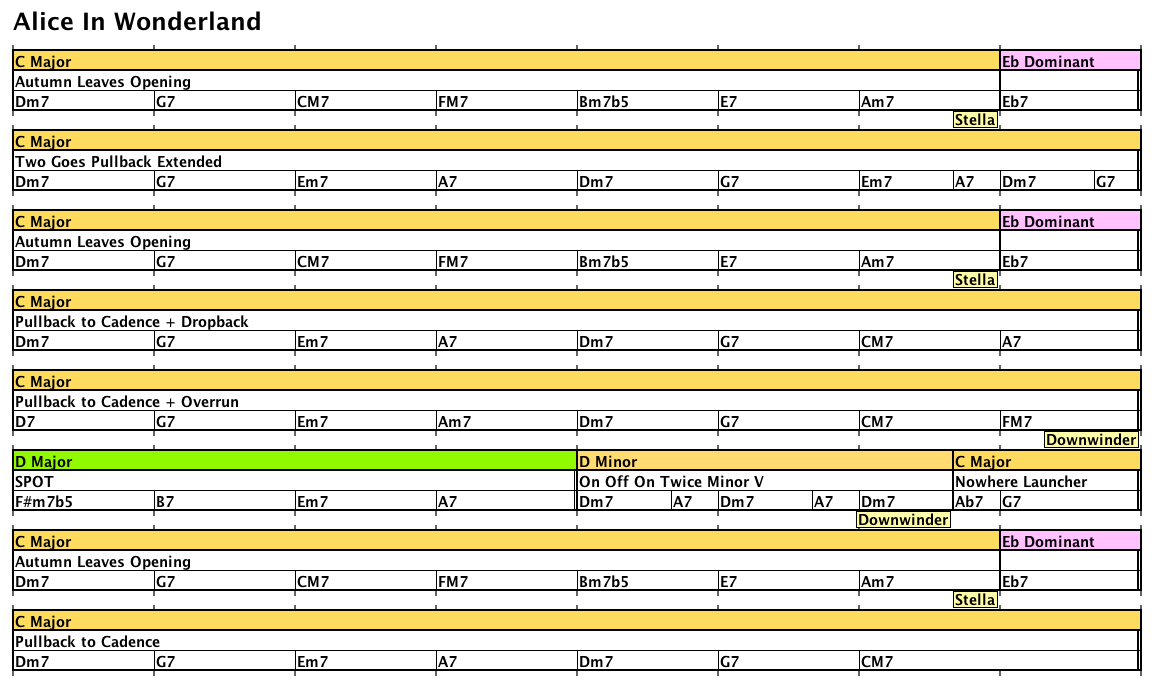 Alice In Wonderland
C Major Eb Dominant
Autumn Leaves Opening
Dm7 G7 CM7 FM7 Bm7b5 E7 Am7 Eb7
Stella
C Major
Two Goes Pullback Extended
Dm7 G7 Em7 A7 Dm7 G7 Em7 A7 Dm7 G7
C Major Eb Dominant
Autumn Leaves Opening
Dm7 G7 CM7 FM7 Bm7b5 E7 Am7 Eb7
Stella
C Major
Pullback to Cadence + Dropback
Dm7 G7 Em7 A7 Dm7 G7 CM7 A7
C Major
Pullback to Cadence + Overrun
D7 G7 Em7 Am7 Dm7 G7 CM7 FM7
Downwinder
D Major D Minor C Major
SPOT On Off On Twice Minor V Nowhere Launcher
F#m7b5 B7 Em7 A7 Dm7 A7 Dm7 A7 Dm7 Ab7 G7
Downwinder
C Major Eb Dominant
Autumn Leaves Opening
Dm7 G7 CM7 FM7 Bm7b5 E7 Am7 Eb7
Stella
C Major
Pullback to Cadence
Dm7 G7 Em7 A7 Dm7 G7 CM7